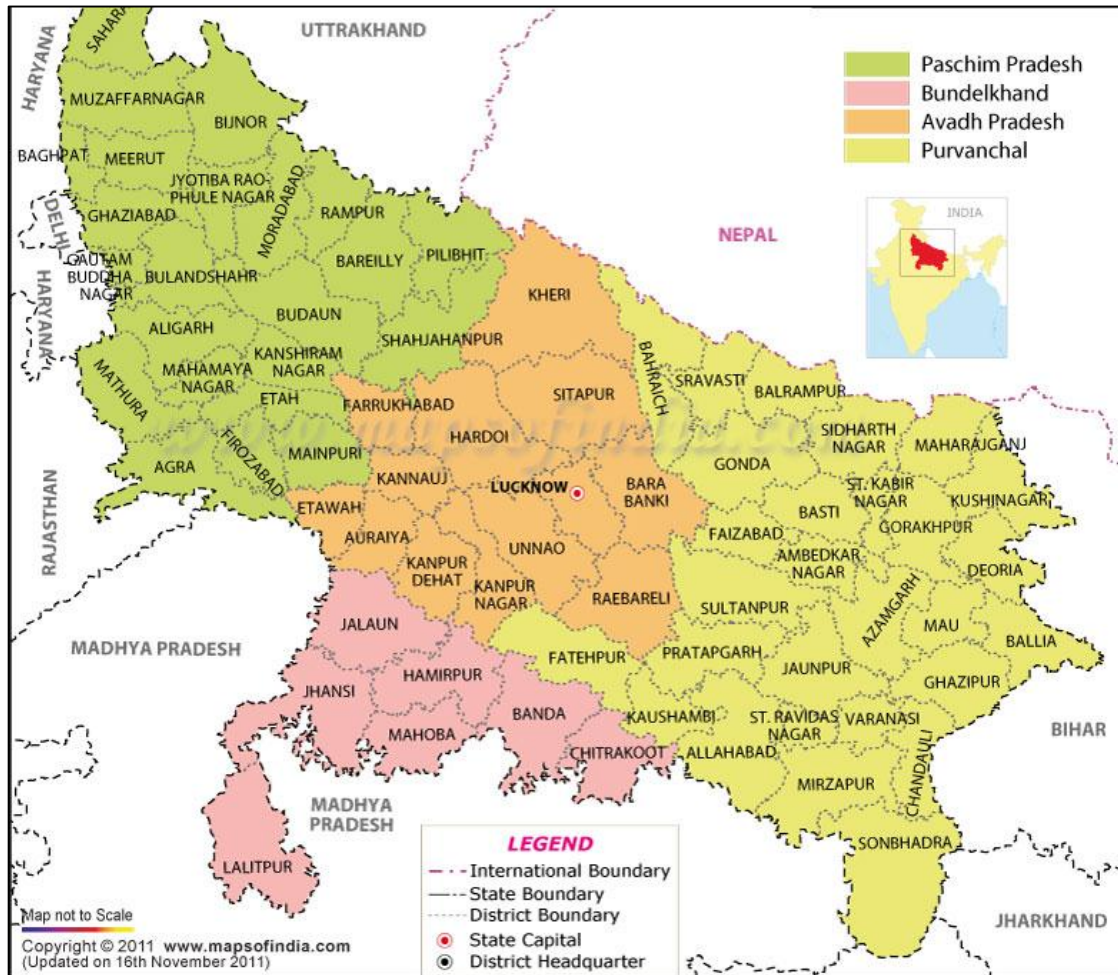 SAHARA
UTTRAKHAND
HARYANA
Paschim Pradesh
Bundelkhand
Avadh Pradesh
Purvanchal
MUZAFFARNAGAR
BIJNOR
BAGHPAT
MEERUT
JYOTIBA RAO-
PHULE NAGAR
MORADABAD
RAMPUR
GHAZIABAD
DELHI
INDIA
NEPAL
PILIBHIT
BAREILLY
GAUTAM
BUDDHA
NAGAR
BULANDSHAHR
KHERI
HARYANA
BUDAUN
ALIGARH
SHAHJAHANPUR
KANSHIRAM
NAGAR
MAHAMAYA
NAGAR
MATHURA
BAHRAICH
SRAVASTI
BALRAMPUR
SITAPUR
ETAH
FARRUKHABAD
www.mapsofindia.com
HARDOI
SIDHARTH
NAGAR
MAHARAJGANJ
AGRA
FIROZABAD
MAINPURI
GONDA
KANNAUJ
LUCKNOW
BARA
BANKI
ST. KABIR
NAGAR
KUSHINAGAR
RAJASTHAN
ETAWAH
BASTI
GORAKHPUR
FAIZABAD
AURAIYA
UNNAO
AMBEDKAR
NAGAR
DEORIA
KANPUR
DEHAT
KANPUR
NAGAR
RAEBARELI
SULTANPUR
AZAMGARH
MAU
BALLIA
JALAUN
MADHYA PRADESH
FATEHPUR
PRATAPGARH
JAUNPUR
GHAZIPUR
HAMIRPUR
JHANSI
BANDA
KAUSHAMBI
ST. RAVIDAS
NAGAR
VARANASI
BIHAR
MAHOBA
CHITRAKOOT
ALLAHABAD
CHANDAULI
MIRZAPUR
MADHYA
PRADESH
SONBHADRA
LALITPUR
LEGEND
International Boundary
State Boundary
District Boundary
State Capital
District Headquarter
JHARKHAND
Map not to Scale
Copyright © 2011 www.mapsofindia.com
(Updated on 16th November 2011)